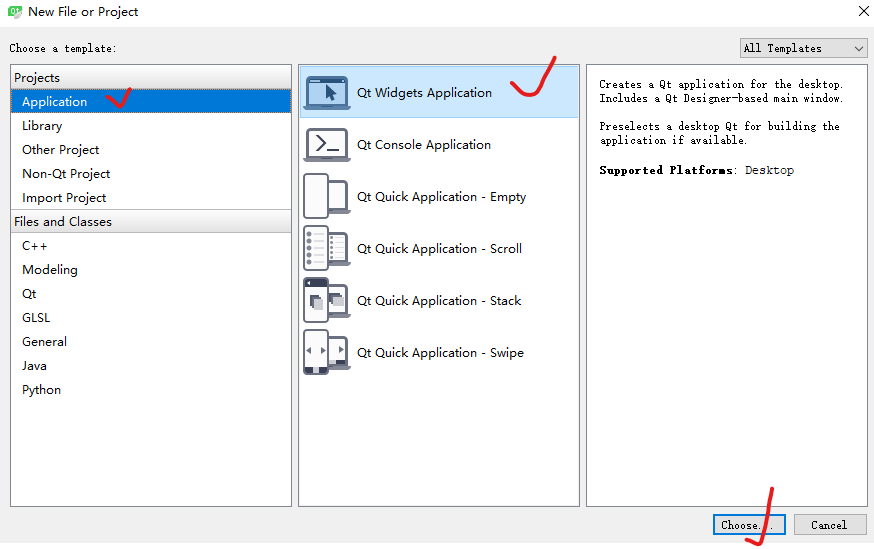 New File or Project
Choose a template:
All Templates
Projects
Application
Library
Other Project
Non-Qt Project
Import Project
Files and Classes
C++
Modeling
Qt
GLSL
General
Java
Python
Qt Widgets Application
Qt Console Application
Qt Quick Application - Empty
Qt Quick Application - Scroll
Qt Quick Application - Stack
Qt Quick Application - Swipe
Creates a Qt application for the desktop.
Includes a Qt Designer-based main window.
Preselects a desktop Qt for building the
application if available.
Supported Platforms: Desktop
Choose...
Cancel